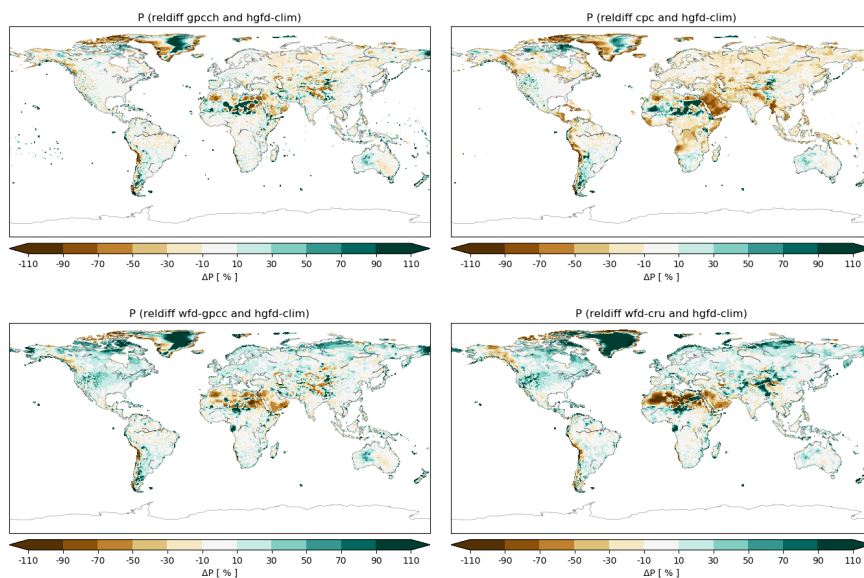 P (reldiff gpcch and hgfd-clim)
-110 -90 -70 -50 -30 -10 10 30 50 70 90 110
ΔP [ % ]
P (reldiff cpc and hgfd-clim)
-110 -90 -70 -50 -30 -10 10 30 50 70 90 110
ΔP [ % ]
P (reldiff wfd-gpcc and hgfd-clim)
-110 -90 -70 -50 -30 -10 10 30 50 70 90 110
ΔP [ % ]
P (reldiff wfd-cru and hgfd-clim)
-110 -90 -70 -50 -30 -10 10 30 50 70 90 110
ΔP [ % ]